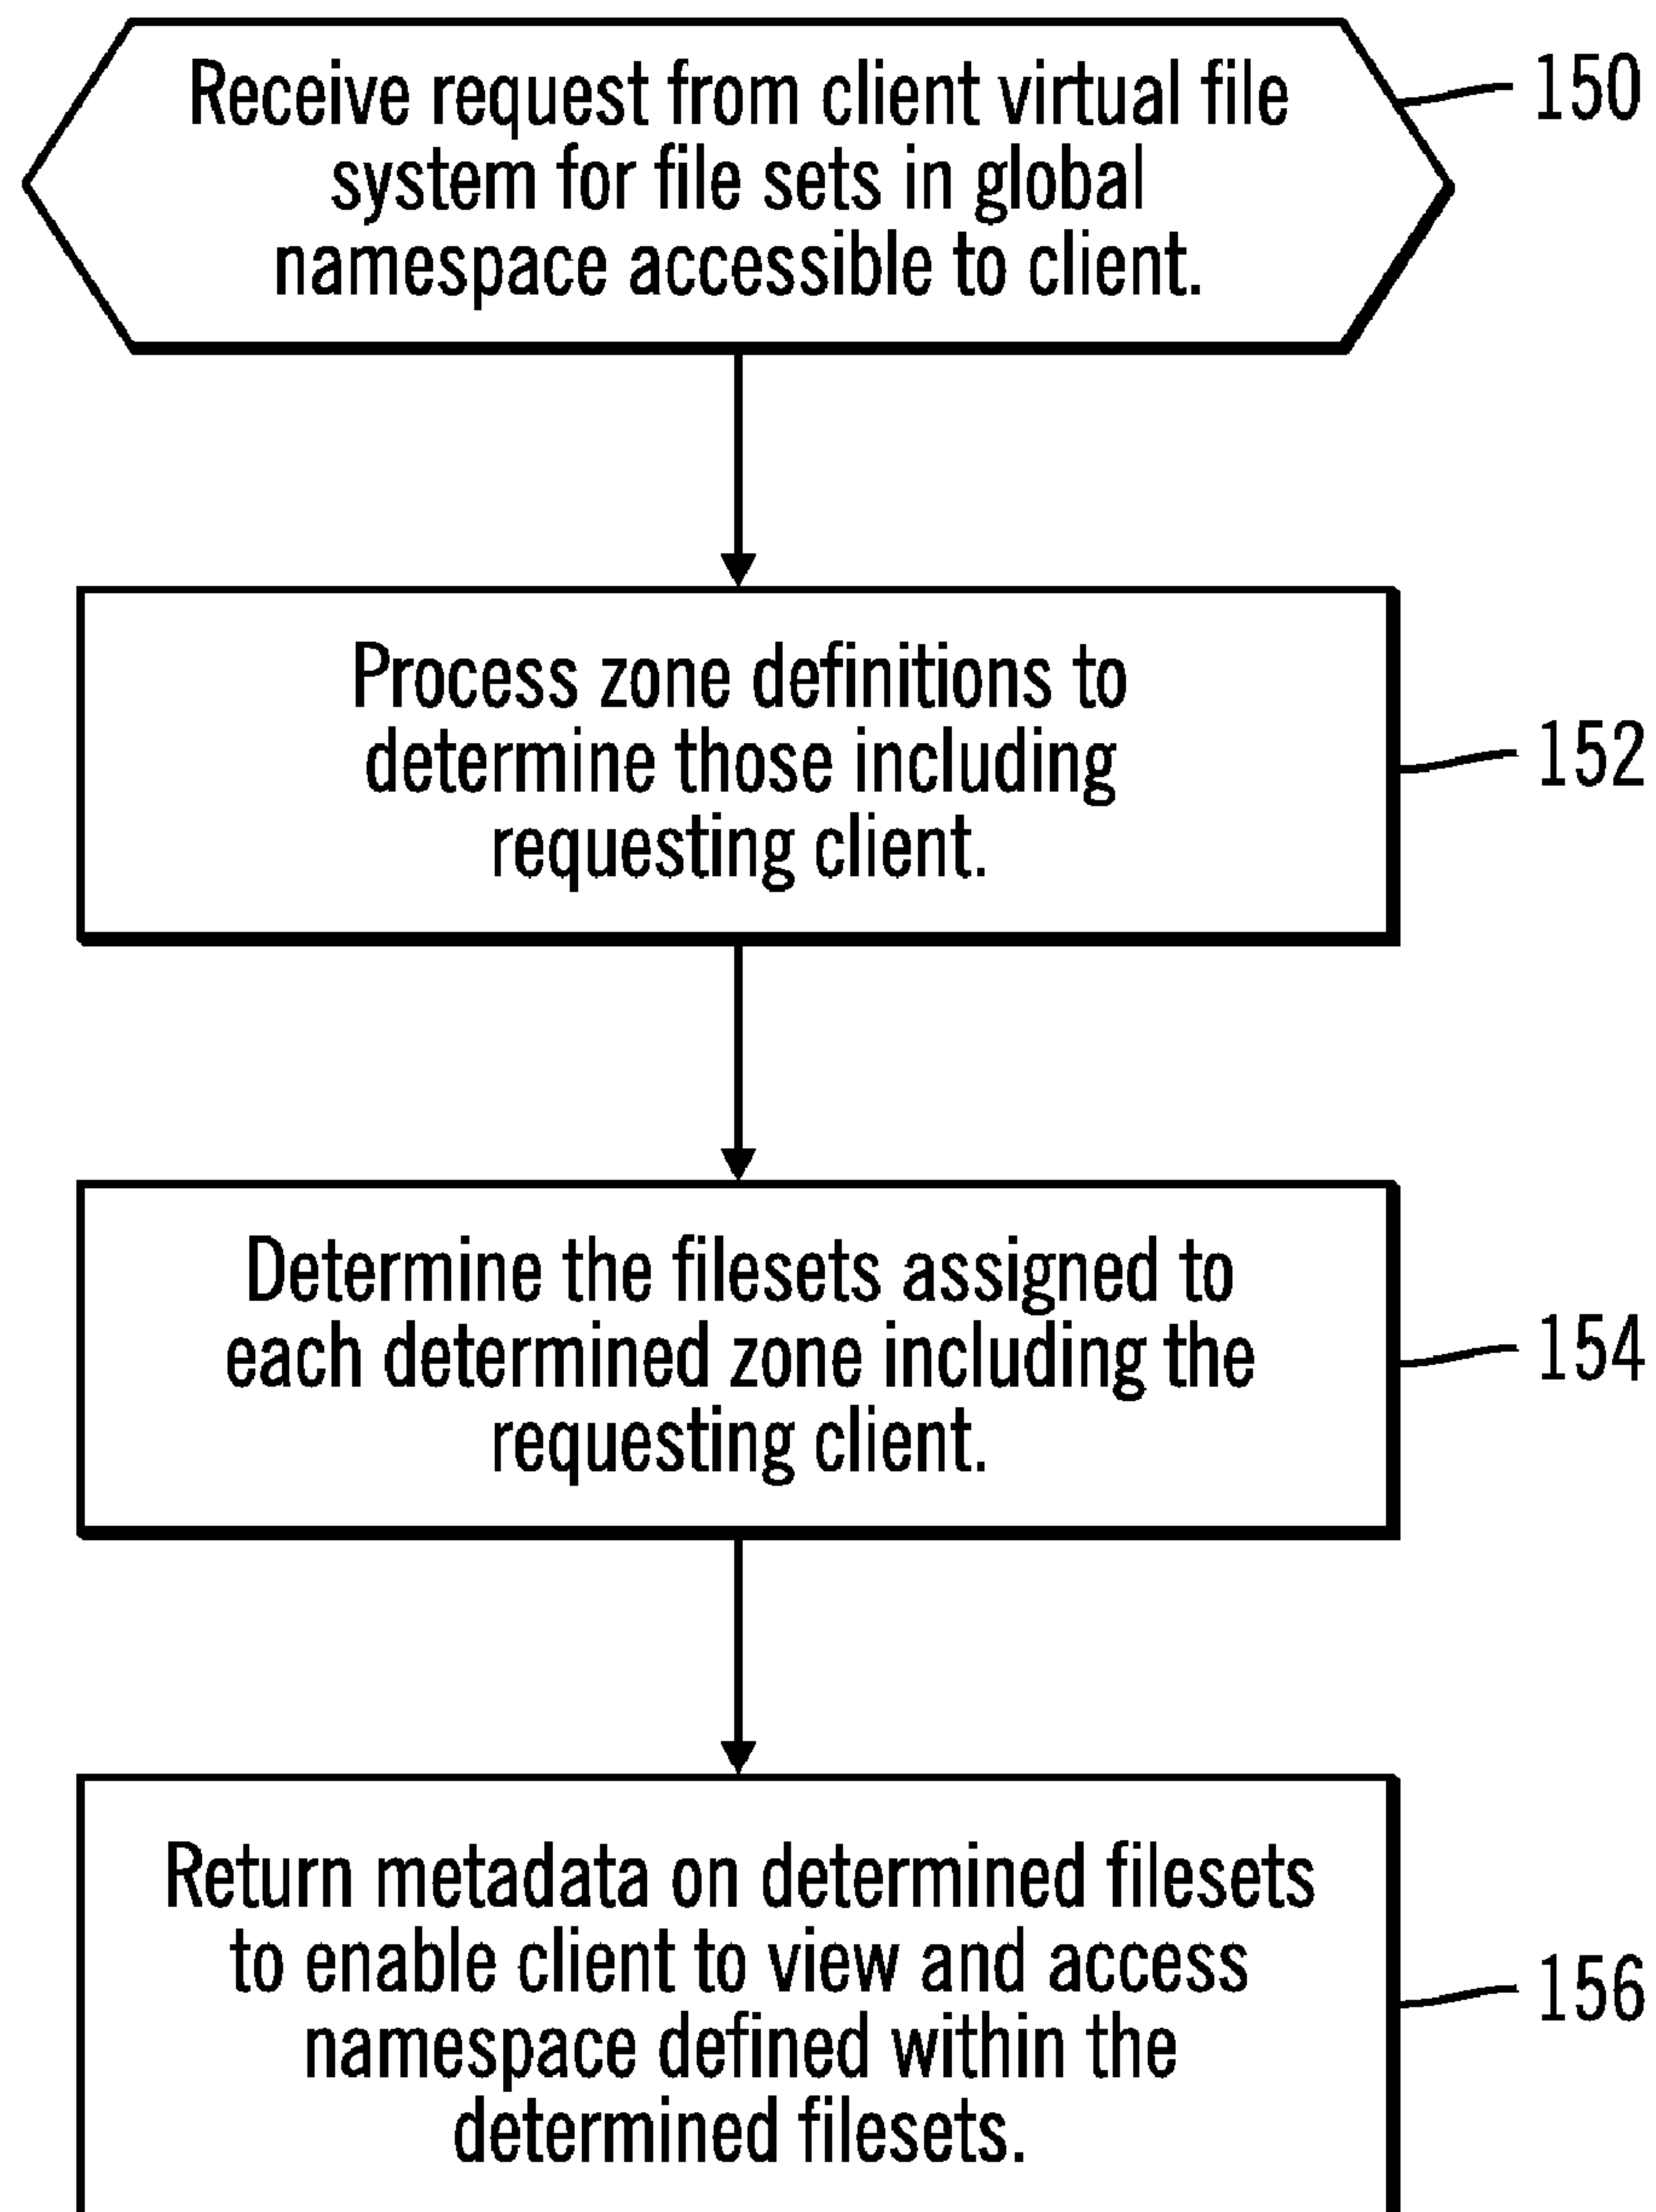 Receive request from client virtual file
system for file sets in global
namespace accessible to client.
150
Process zone definitions to
determine those including
requesting client.
152
Determine the filesets assigned to
each determined zone including the
requesting client.
154
Return metadata on determined filesets
to enable client to view and access
namespace defined within the
determined filesets.
156